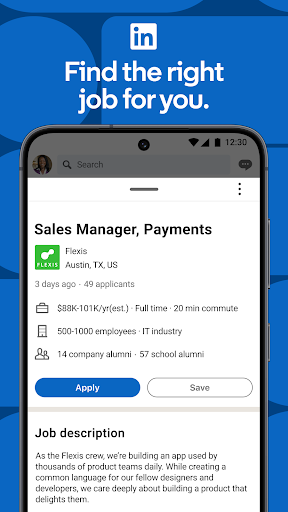 in
Find the right
job for you.
12:30
Search
Sales Manager, Payments
FLEXIS
Flexis
Austin, TX, US
3 days ago · 49 applicants
$88K-101K/yr(est.) · Full time · 20 min commute
500-1000 employees · IT industry
14 company alumni · 57 school alumni
Apply
Save
Job description
As the Flexis crew, we're building an app used by
thousands of product teams daily. While creating a
common language for our fellow designers and
developers, we care deeply about building a product that
delights them.